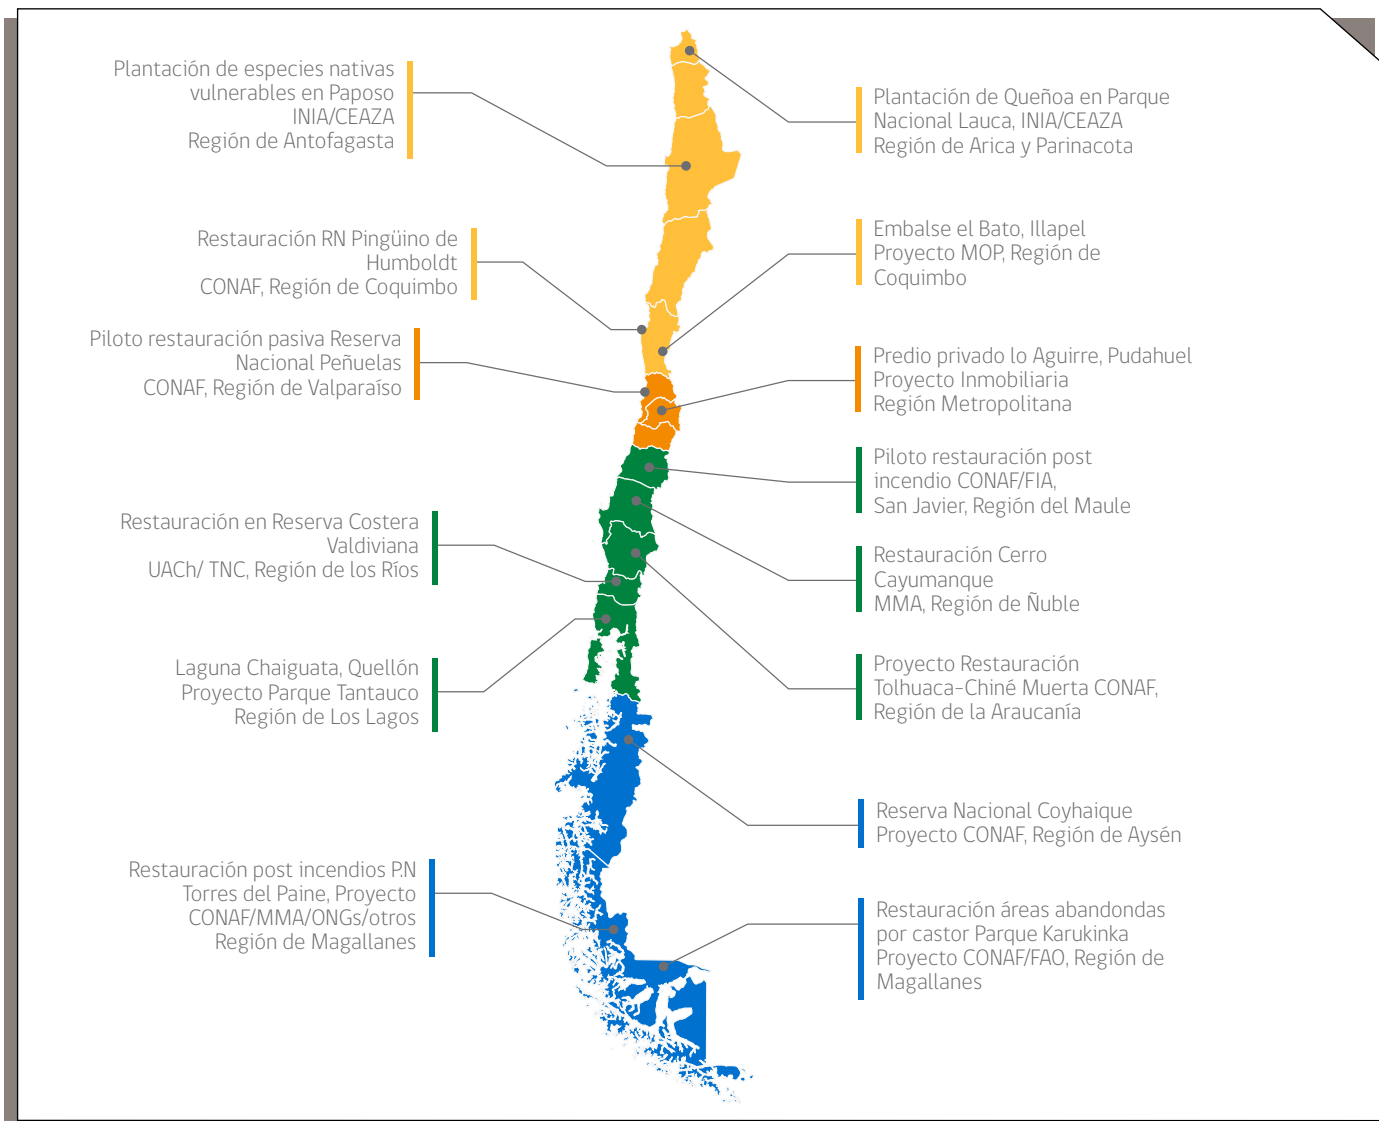 Plantación de especies nativas
vulnerables en Paposo
INIA/CEAZA
Región de Antofagasta
Restauración RN Pingüino de
Humboldt
CONAF, Región de Coquimbo
Piloto restauración pasiva Reserva
Nacional Peñuelas
CONAF, Región de Valparaíso
Restauración en Reserva Costera
Valdiviana
UACh/ TNC, Región de los Ríos
Laguna Chaiguata, Quellón
Proyecto Parque Tantauco
Región de Los Lagos
Restauración post incendios P.N
Torres del Paine, Proyecto
CONAF/MMA/ONGs/otros
Región de Magallanes
Plantación de Queñoa en Parque
Nacional Lauca, INIA/CEAZA
Región de Arica y Parinacota
Embalse el Bato, Illapel
Proyecto MOP, Región de
Coquimbo
Predio privado lo Aguirre, Pudahuel
Proyecto Inmobiliaria
Región Metropolitana
Piloto restauración post
incendio CONAF/FIA,
San Javier, Región del Maule
Restauración Cerro
Cayumanque
MMA, Región de Ñuble
Proyecto Restauración
Tolhuaca-Chiné Muerta CONAF,
Región de la Araucanía
Reserva Nacional Coyhaique
Proyecto CONAF, Región de Aysén
Restauración áreas abandondas
por castor Parque Karukinka
Proyecto CONAF/FAO, Región de
Magallanes